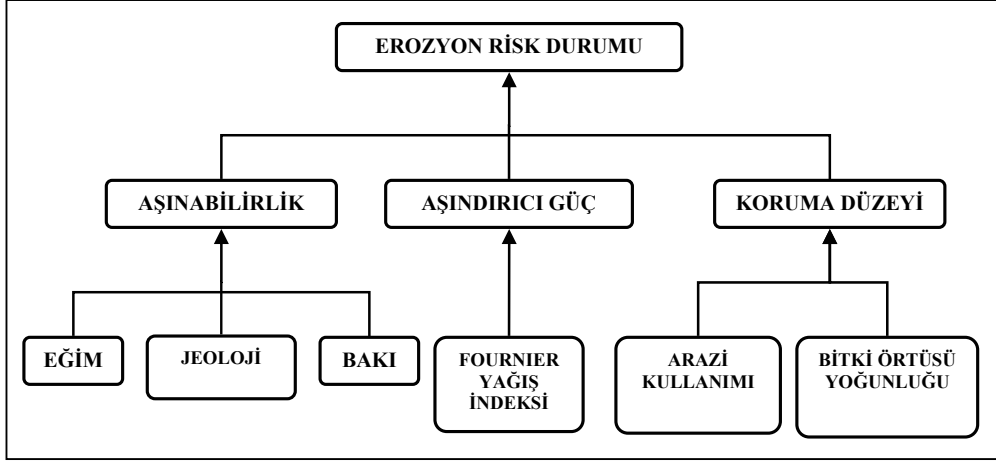 EROZYON RİSK DURUMU
AŞINABİLİRLİK
AŞINDIRICI GÜÇ
KORUMA DÜZEYİ
EĞİM
JEOLOJİ
BAKI
FOURNIER
YAĞIŞ
İNDEKSİ
ARAZİ
KULLANIMI
BİTKİ ÖRTÜSÜ
YOĞUNLUĞU